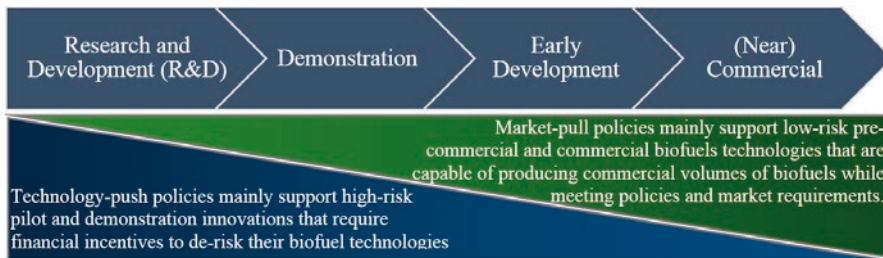 Research and
Development (R&D)
Demonstration
Early
Development
(Near)
Commercial
Market-pull policies mainly support low-risk pre-
commercial and commercial biofuels technologies that are
capable of producing commercial volumes of biofuels while
meeting policies and market requirements.
Technology-push policies mainly support high-risk
pilot and demonstration innovations that require
financial incentives to de-risk their biofuel technologies